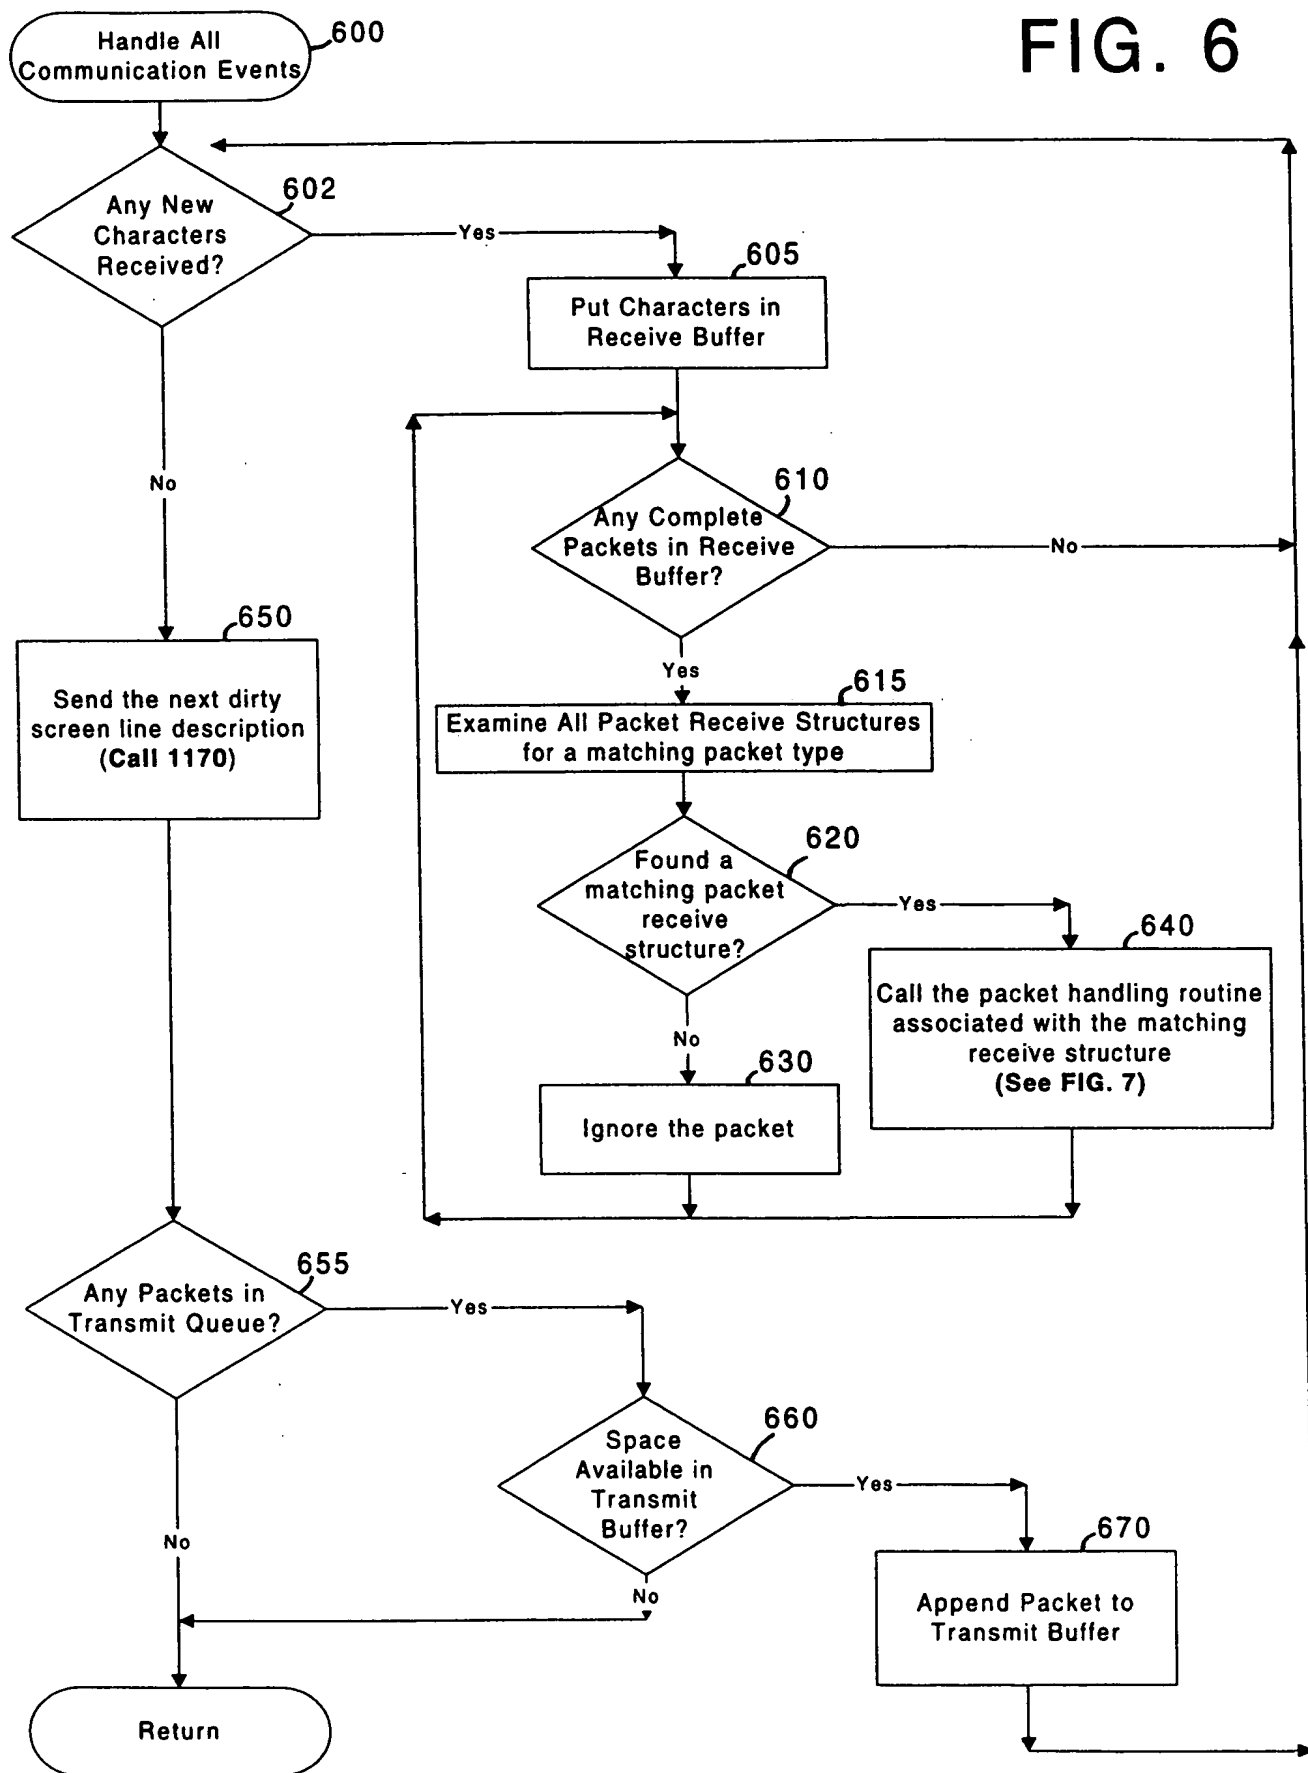 FIG. 6
Handle All
Communication Events
600
Any New
Characters
Received?
602
Yes
605
Put Characters in
Receive Buffer
No
610
Any Complete
Packets in Receive
Buffer?
No
Yes
650
Send the next dirty
screen line description
(Call 1170)
615
Examine All Packet Receive Structures
for a matching packet type
620
Found a
matching packet
receive
structure?
Yes
640
Call the packet handling routine
associated with the matching
receive structure
(See FIG. 7)
No
630
Ignore the packet
655
Any Packets in
Transmit Queue?
Yes
660
Space
Available in
Transmit
Buffer?
Yes
670
Append Packet to
Transmit Buffer
No
No
Return